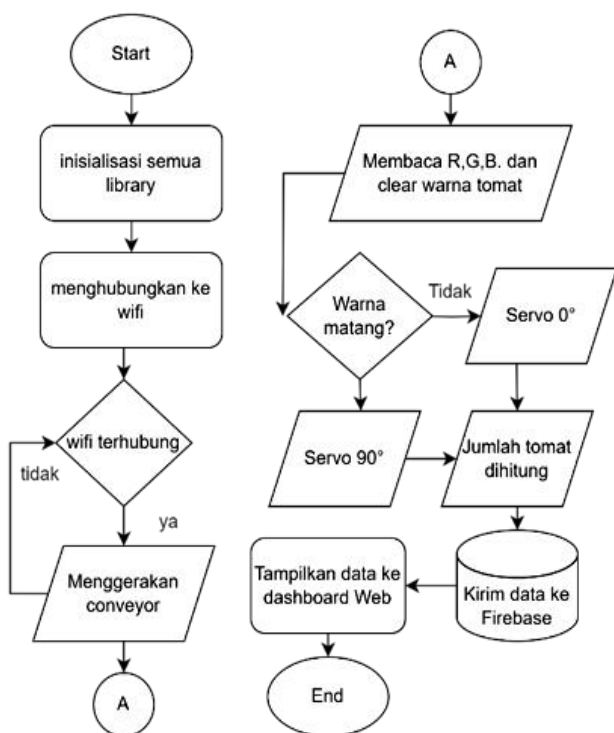 Start
inisialisasi semua
library
menghubungkan ke
wifi
wifi terhubung
tidak
ya
Menggerakan
conveyor
A
A
Membaca R,G,B. dan
clear warna tomat
Warna
matang?
Tidak
Servo 0°
Servo 90°
Jumlah tomat
dihitung
Kirim data ke
Firebase
Tampilkan data ke
dashboard Web
End